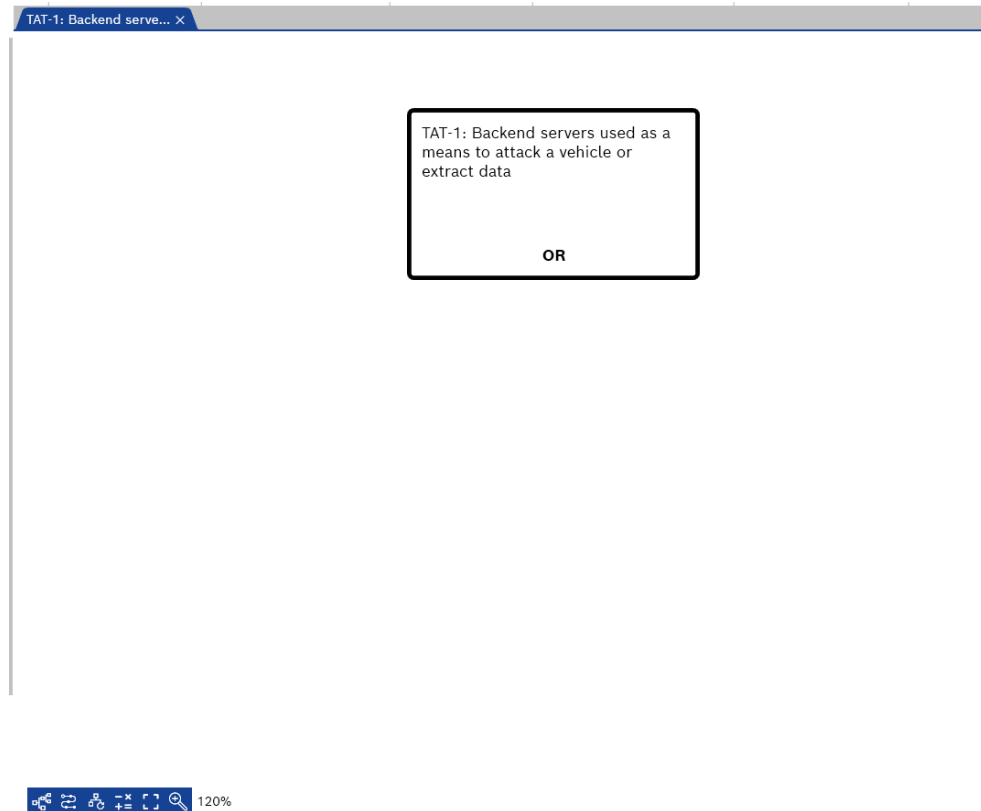 TAT-1: Backend serve... ×
TAT-1: Backend servers used as a
means to attack a vehicle or
extract data
OR
120%